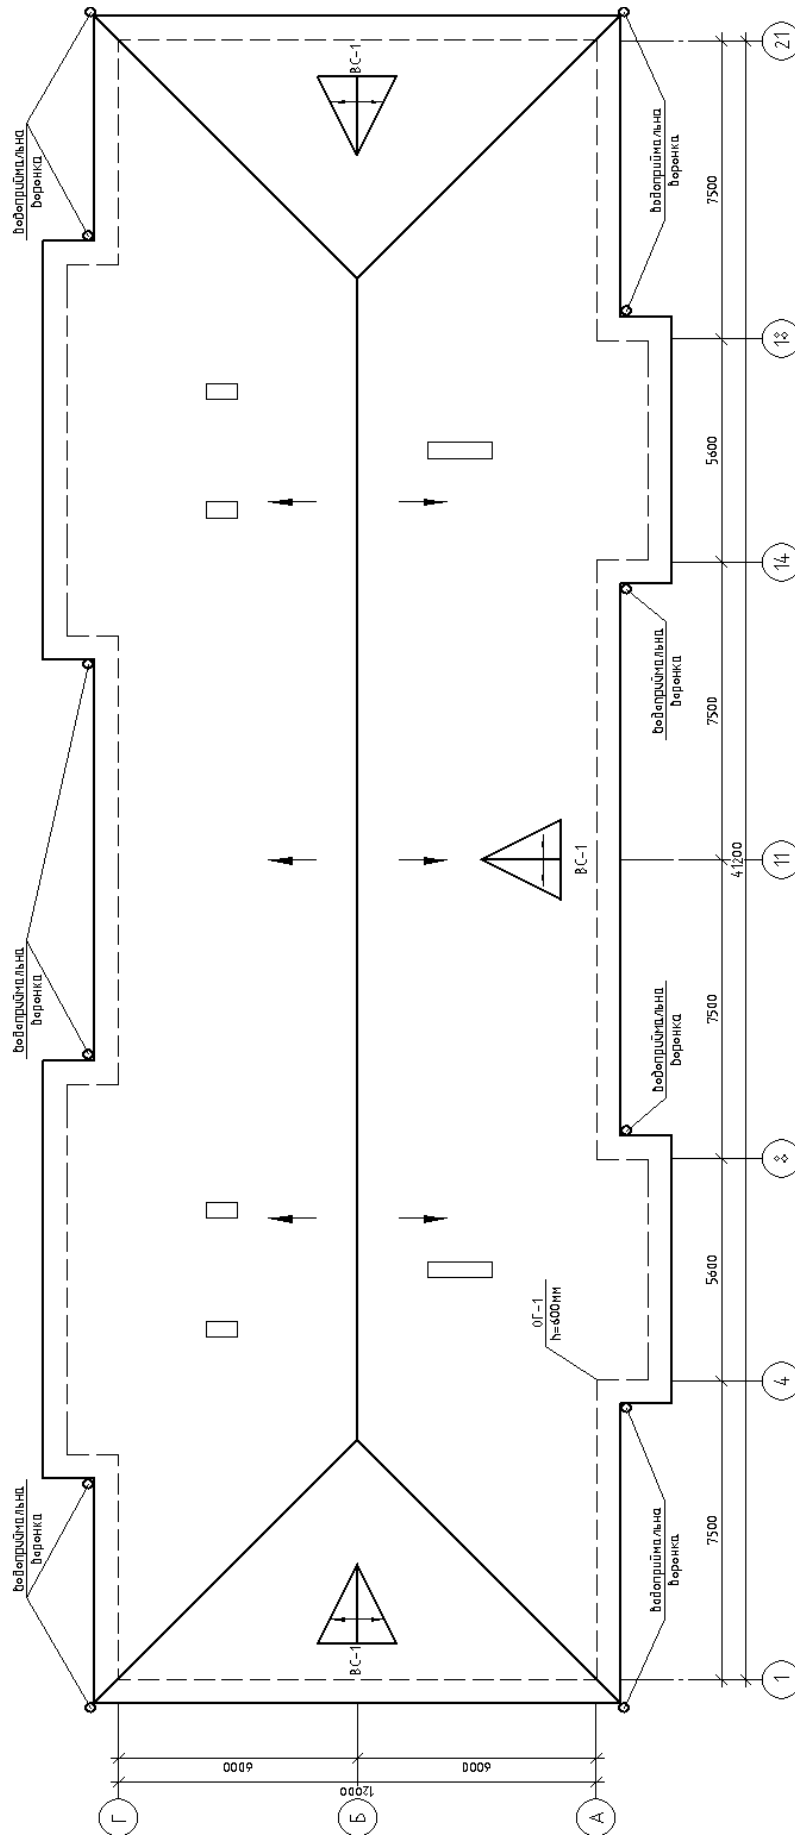 водоприймальна
воронка
водоприймальна
воронка
водоприймальна
воронка
ВС-1
ВС-1
ВС-1
ОГ-1
h=600мм
водоприймальна
воронка
водоприймальна
воронка
водоприймальна
воронка
водоприймальна
воронка
7500
5600
7500
7500
5600
7500
41200
1
4
8
11
14
18
21
6000
6000
12000
Г
Б
А